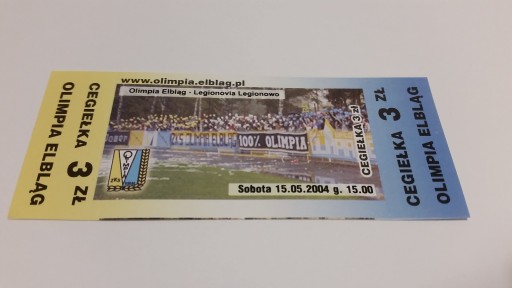 www.olimpia.elblag.pl
Olimpia Elbląg - Legionovia Legionowo
100% OLIMPIA
Sobota 15.05.2004 g. 15.00
CEGIEŁKA 3 zł
CEGIEŁKA 3 ZŁ
OLIMPIA ELBLĄG
CEGIEŁKA 3 ZŁ
OLIMPIA ELBLĄG